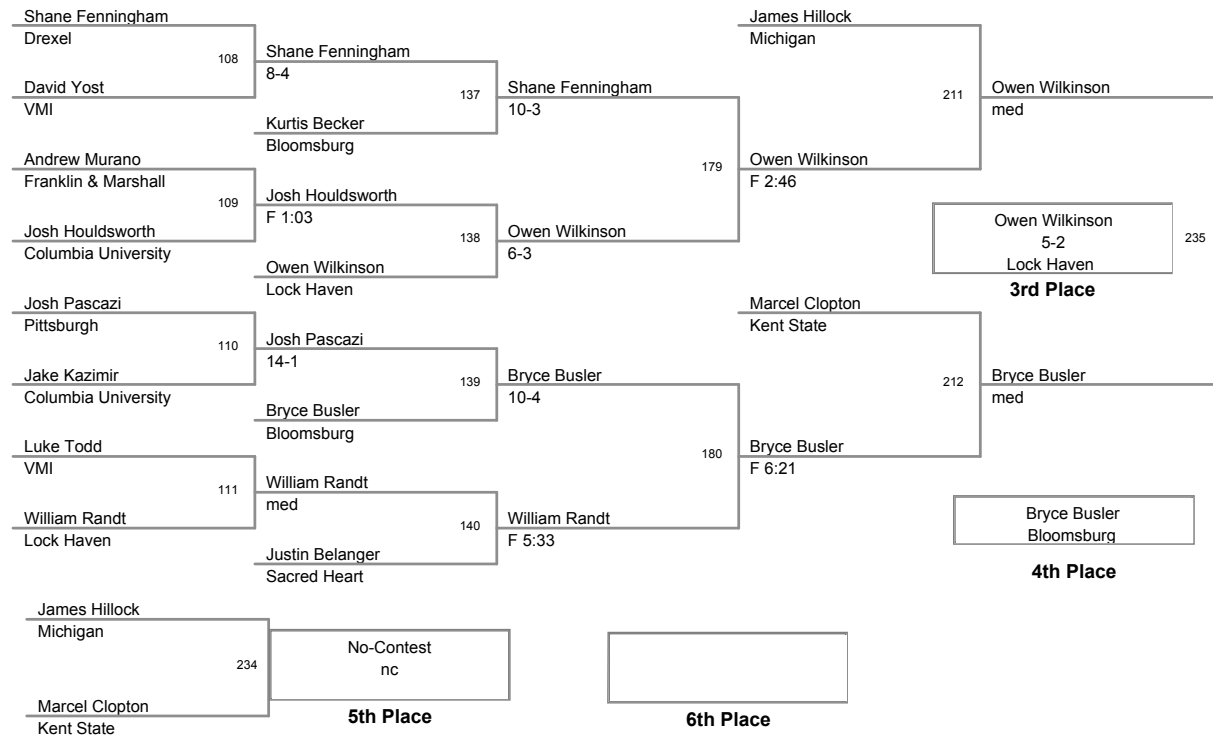 Shane Fenningham
Drexel
108
David Yost
VMI
Andrew Murano
Franklin & Marshall
109
Josh Houldsworth
Columbia University
Josh Pascazi
Pittsburgh
110
Jake Kazimir
Columbia University
Luke Todd
VMI
111
William Randt
Lock Haven
Shane Fenningham
8-4
137
Kurtis Becker
Bloomsburg
Josh Houldsworth
F 1:03
138
Owen Wilkinson
Lock Haven
Josh Pascazi
14-1
139
Bryce Busler
Bloomsburg
William Randt
med
140
Justin Belanger
Sacred Heart
Shane Fenningham
10-3
179
Owen Wilkinson
6-3
Bryce Busler
10-4
180
William Randt
F 5:33
James Hillock
Michigan
211
Owen Wilkinson
F 2:46
Marcel Clopton
Kent State
212
Bryce Busler
F 6:21
Owen Wilkinson
med
Owen Wilkinson
5-2
Lock Haven
235
3rd Place
Bryce Busler
med
Bryce Busler
Bloomsburg
4th Place
James Hillock
Michigan
234
Marcel Clopton
Kent State
No-Contest
nc
5th Place
6th Place